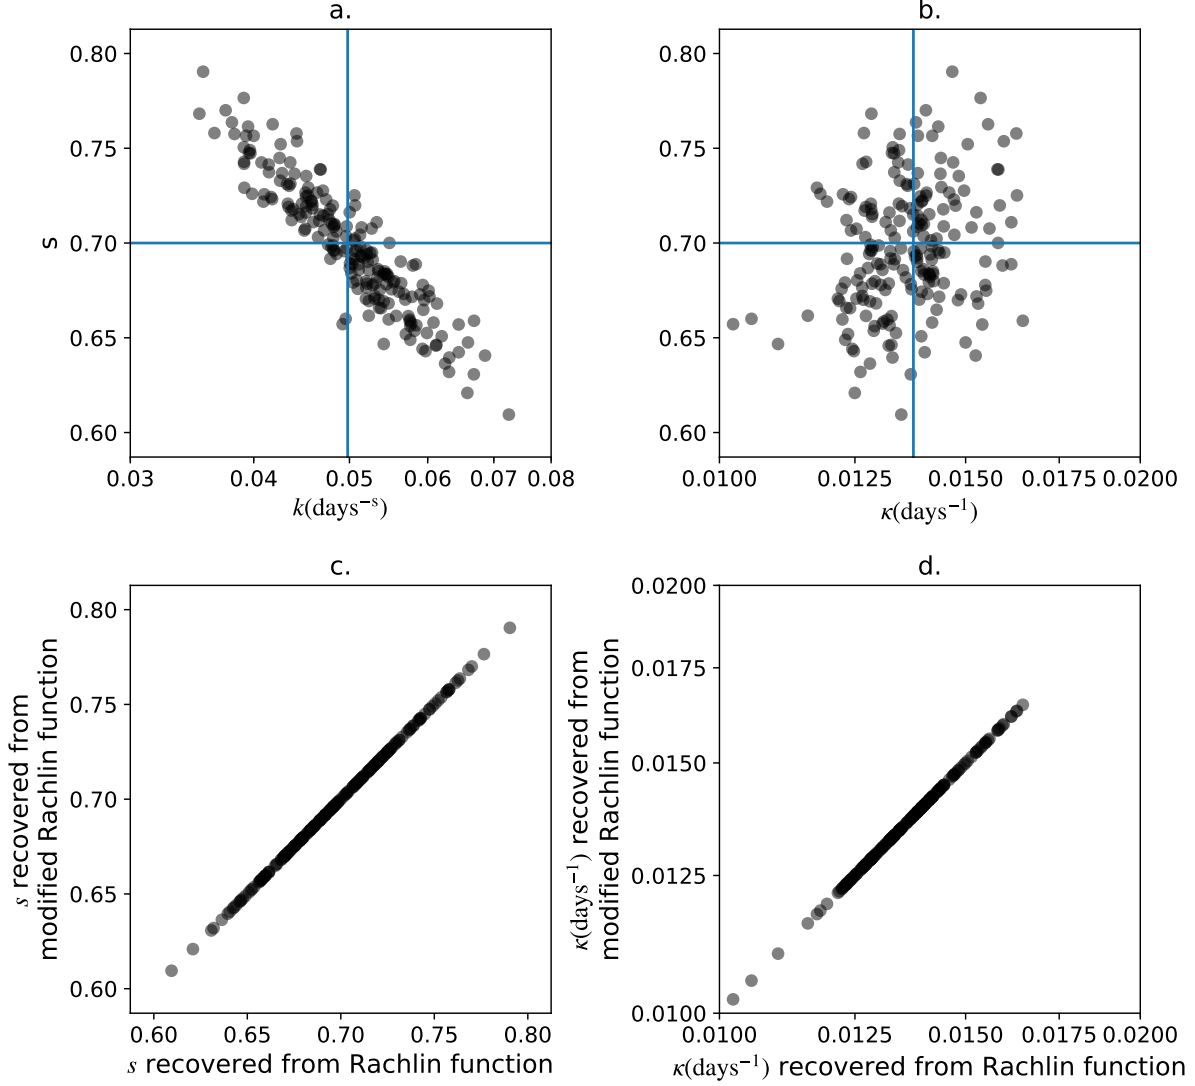 a.
0.80
0.75
0.70
0.65
0.60
s
0.03 0.04 0.05 0.06 0.07 0.08
k(days⁻ˢ)
b.
0.80
0.75
0.70
0.65
0.60
0.0100 0.0125 0.0150 0.0175 0.0200
κ(days⁻¹)
c.
0.80
0.75
0.70
0.65
0.60
s recovered from
modified Rachlin function
0.60 0.65 0.70 0.75 0.80
s recovered from Rachlin function
d.
0.0200
0.0175
0.0150
0.0125
0.0100
κ(days⁻¹) recovered from
modified Rachlin function
0.0100 0.0125 0.0150 0.0175 0.0200
κ(days⁻¹) recovered from Rachlin function